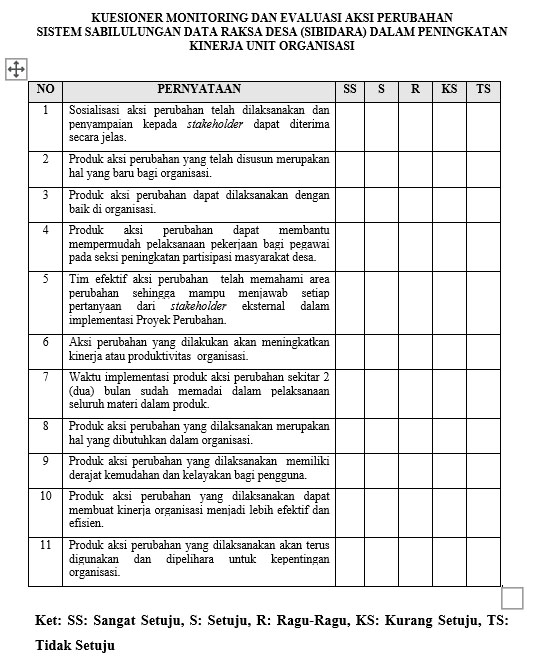 KUESIONER MONITORING DAN EVALUASI AKSI PERUBAHAN
SISTEM SABILULUNGAN DATA RAKSA DESA (SIBIDARA) DALAM PENINGKATAN
KINERJA UNIT ORGANISASI
NO PERNYATAAN SS S R KS TS
1 Sosialisasi aksi perubahan telah dilaksanakan dan
penyampaian kepada stakeholder dapat diterima
secara jelas.
2 Produk aksi perubahan yang telah disusun merupakan
hal yang baru bagi organisasi.
3 Produk aksi perubahan dapat dilaksanakan dengan
baik di organisasi.
4 Produk aksi perubahan dapat membantu
mempermudah pelaksanaan pekerjaan bagi pegawai
pada seksi peningkatan partisipasi masyarakat desa.
5 Tim efektif aksi perubahan telah memahami area
perubahan sehingga mampu menjawab setiap
pertanyaan dari stakeholder eksternal dalam
implementasi Proyek Perubahan.
6 Aksi perubahan yang dilakukan akan meningkatkan
kinerja atau produktivitas organisasi.
7 Waktu implementasi produk aksi perubahan sekitar 2
(dua) bulan sudah memadai dalam pelaksanaan
seluruh materi dalam produk.
8 Produk aksi perubahan yang dilaksanakan merupakan
hal yang dibutuhkan dalam organisasi.
9 Produk aksi perubahan yang dilaksanakan memiliki
derajat kemudahan dan kelayakan bagi pengguna.
10 Produk aksi perubahan yang dilaksanakan dapat
membuat kinerja organisasi menjadi lebih efektif dan
efisien.
11 Produk aksi perubahan yang dilaksanakan akan terus
digunakan dan dipelihara untuk kepentingan
organisasi.
Ket: SS: Sangat Setuju, S: Setuju, R: Ragu-Ragu, KS: Kurang Setuju, TS:
Tidak Setuju